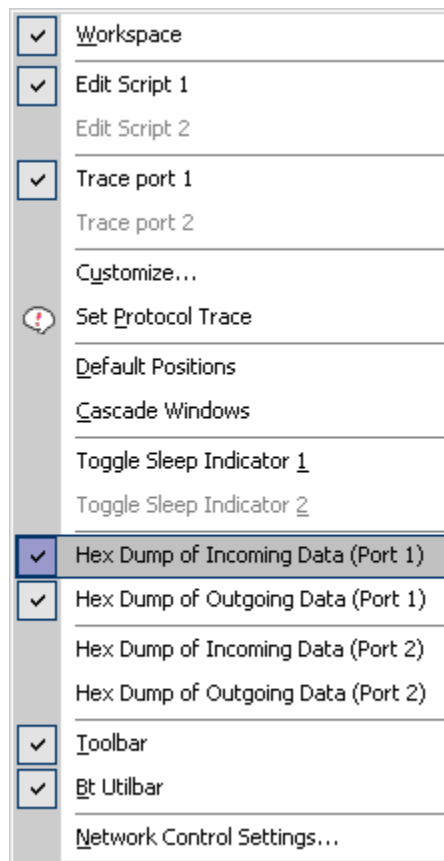 Workspace
Edit Script 1
Edit Script 2
Trace port 1
Trace port 2
Customize...
Set Protocol Trace
Default Positions
Cascade Windows
Toggle Sleep Indicator 1
Toggle Sleep Indicator 2
Hex Dump of Incoming Data (Port 1)
Hex Dump of Outgoing Data (Port 1)
Hex Dump of Incoming Data (Port 2)
Hex Dump of Outgoing Data (Port 2)
Toolbar
Bt Utilbar
Network Control Settings...